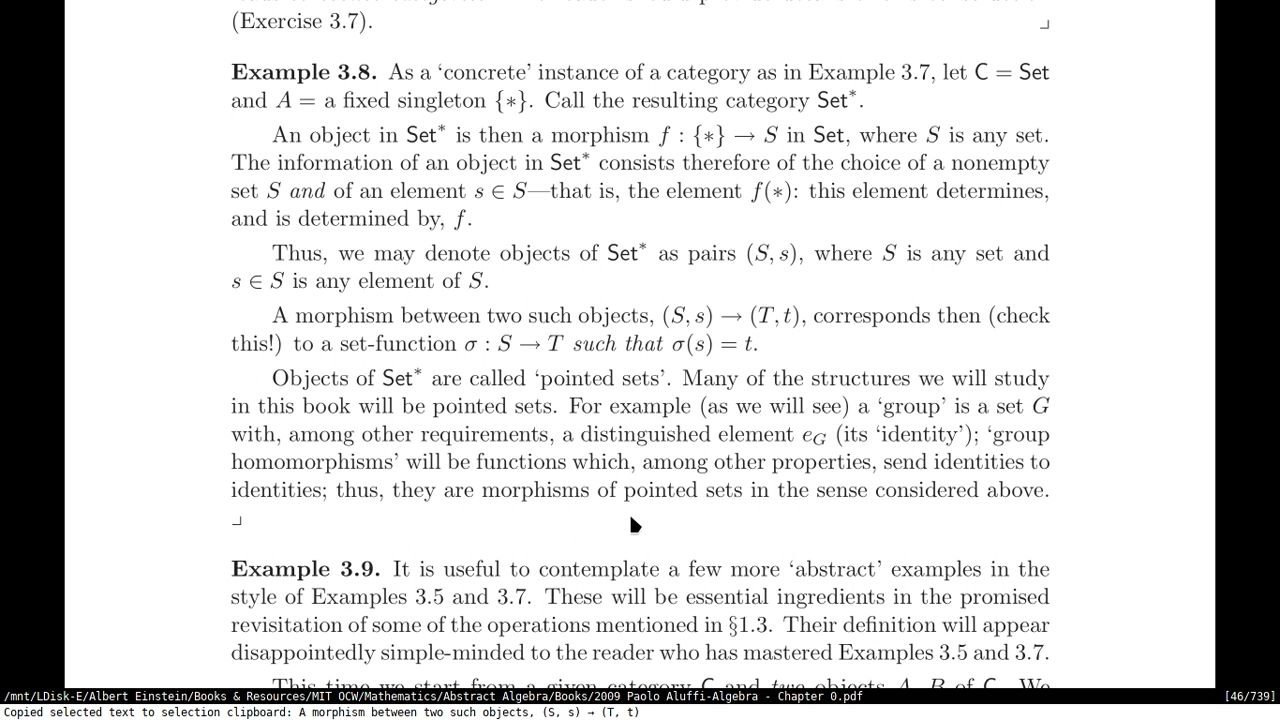 (Exercise 3.7).
⌟
Example 3.8. As a ‘concrete’ instance of a category as in Example 3.7, let C = Set
and A = a fixed singleton {∗}. Call the resulting category Set*.
An object in Set* is then a morphism f : {∗} → S in Set, where S is any set.
The information of an object in Set* consists therefore of the choice of a nonempty
set S and of an element s ∈ S—that is, the element f(∗): this element determines,
and is determined by, f.
Thus, we may denote objects of Set* as pairs (S, s), where S is any set and
s ∈ S is any element of S.
A morphism between two such objects, (S, s) → (T, t), corresponds then (check
this!) to a set-function σ : S → T such that σ(s) = t.
Objects of Set* are called ‘pointed sets’. Many of the structures we will study
in this book will be pointed sets. For example (as we will see) a ‘group’ is a set G
with, among other requirements, a distinguished element e_G (its ‘identity’); ‘group
homomorphisms’ will be functions which, among other properties, send identities to
identities; thus, they are morphisms of pointed sets in the sense considered above.
⌟
Example 3.9. It is useful to contemplate a few more ‘abstract’ examples in the
style of Examples 3.5 and 3.7. These will be essential ingredients in the promised
revisitation of some of the operations mentioned in §1.3. Their definition will appear
disappointedly simple-minded to the reader who has mastered Examples 3.5 and 3.7.
This time we start from a given category C and two objects A, B of C. We
/mnt/LDisk-E/Albert Einstein/Books & Resources/MIT OCW/Mathematics/Abstract Algebra/Books/2009 Paolo Aluffi-Algebra - Chapter 0.pdf [46/739]
Copied selected text to selection clipboard: A morphism between two such objects, (S, s) → (T, t)